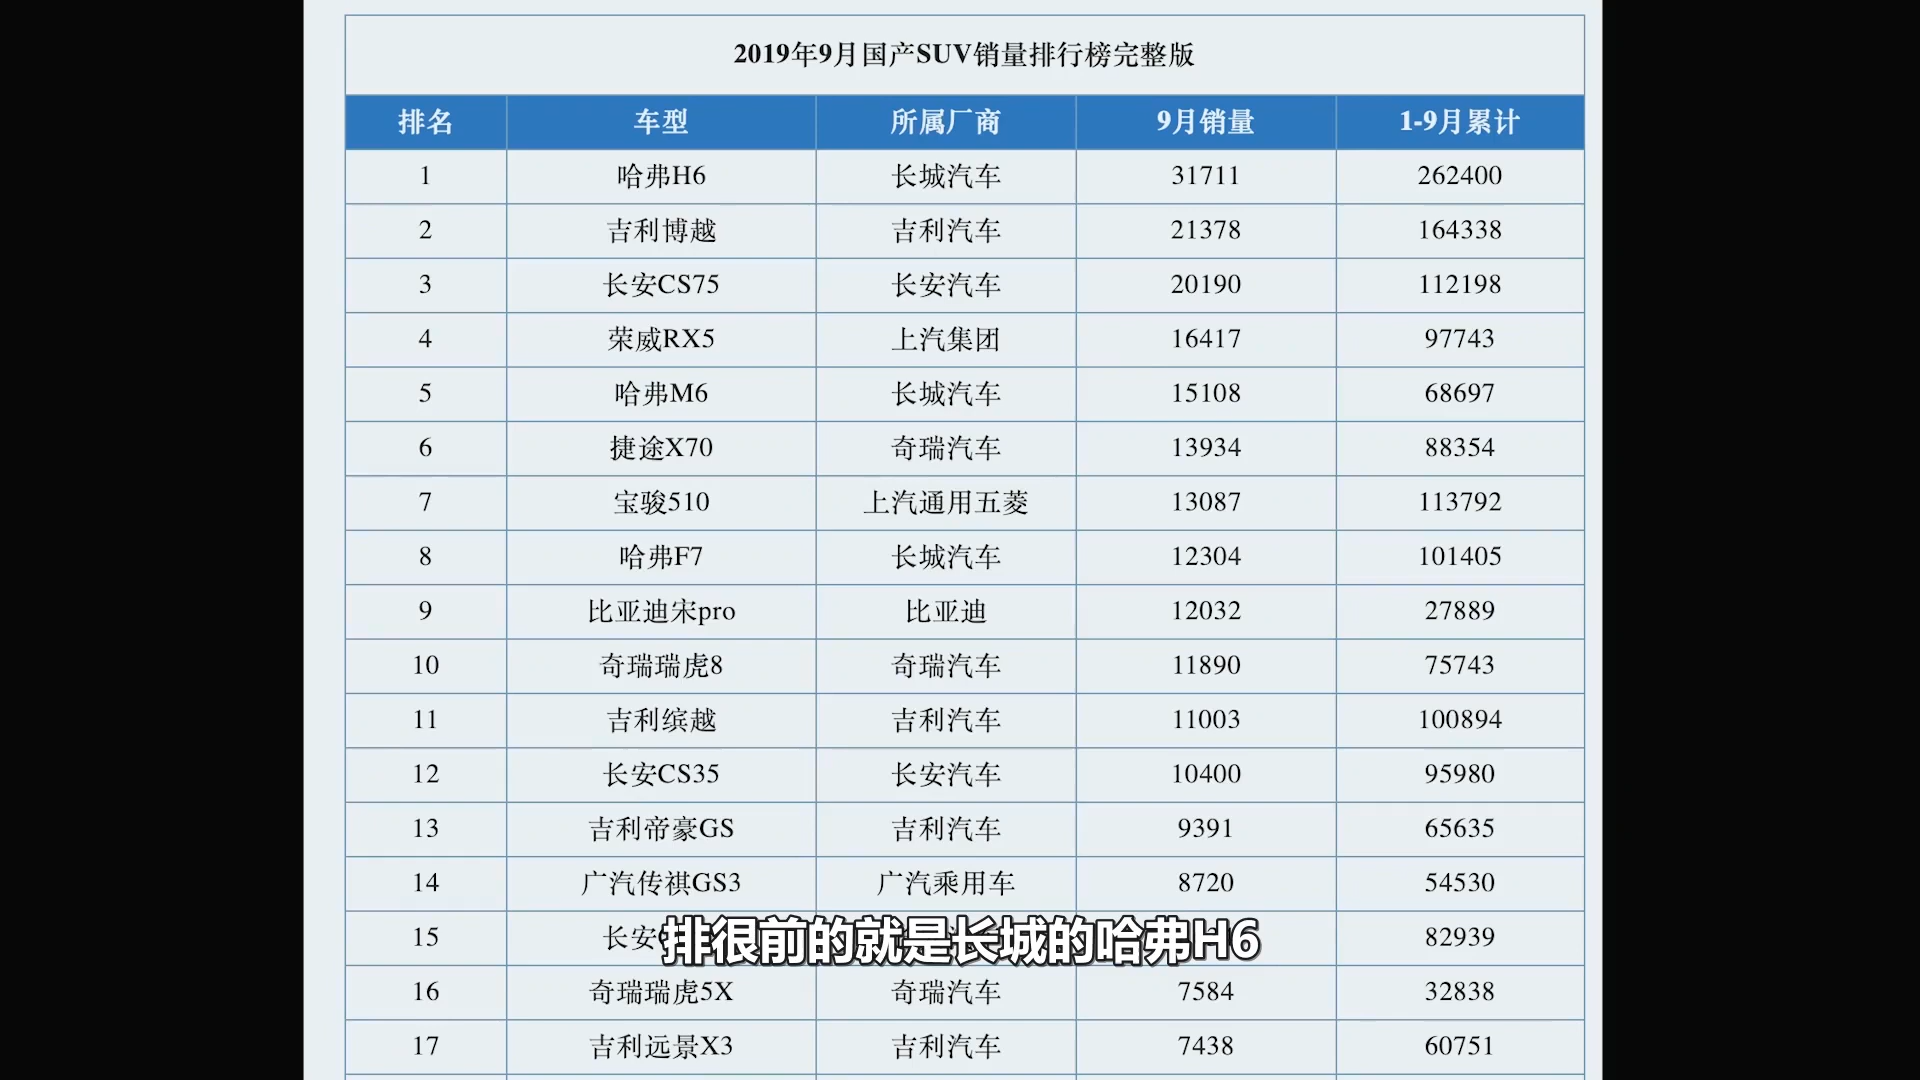 2019年9月国产SUV销量排行榜完整版
排名 车型 所属厂商 9月销量 1-9月累计
1 哈弗H6 长城汽车 31711 262400
2 吉利博越 吉利汽车 21378 164338
3 长安CS75 长安汽车 20190 112198
4 荣威RX5 上汽集团 16417 97743
5 哈弗M6 长城汽车 15108 68697
6 捷途X70 奇瑞汽车 13934 88354
7 宝骏510 上汽通用五菱 13087 113792
8 哈弗F7 长城汽车 12304 101405
9 比亚迪宋pro 比亚迪 12032 27889
10 奇瑞瑞虎8 奇瑞汽车 11890 75743
11 吉利缤越 吉利汽车 11003 100894
12 长安CS35 长安汽车 10400 95980
13 吉利帝豪GS 吉利汽车 9391 65635
14 广汽传祺GS3 广汽乘用车 8720 54530
15 长安 82939
排很前的就是长城的哈弗H6
16 奇瑞瑞虎5X 奇瑞汽车 7584 32838
17 吉利远景X3 吉利汽车 7438 60751